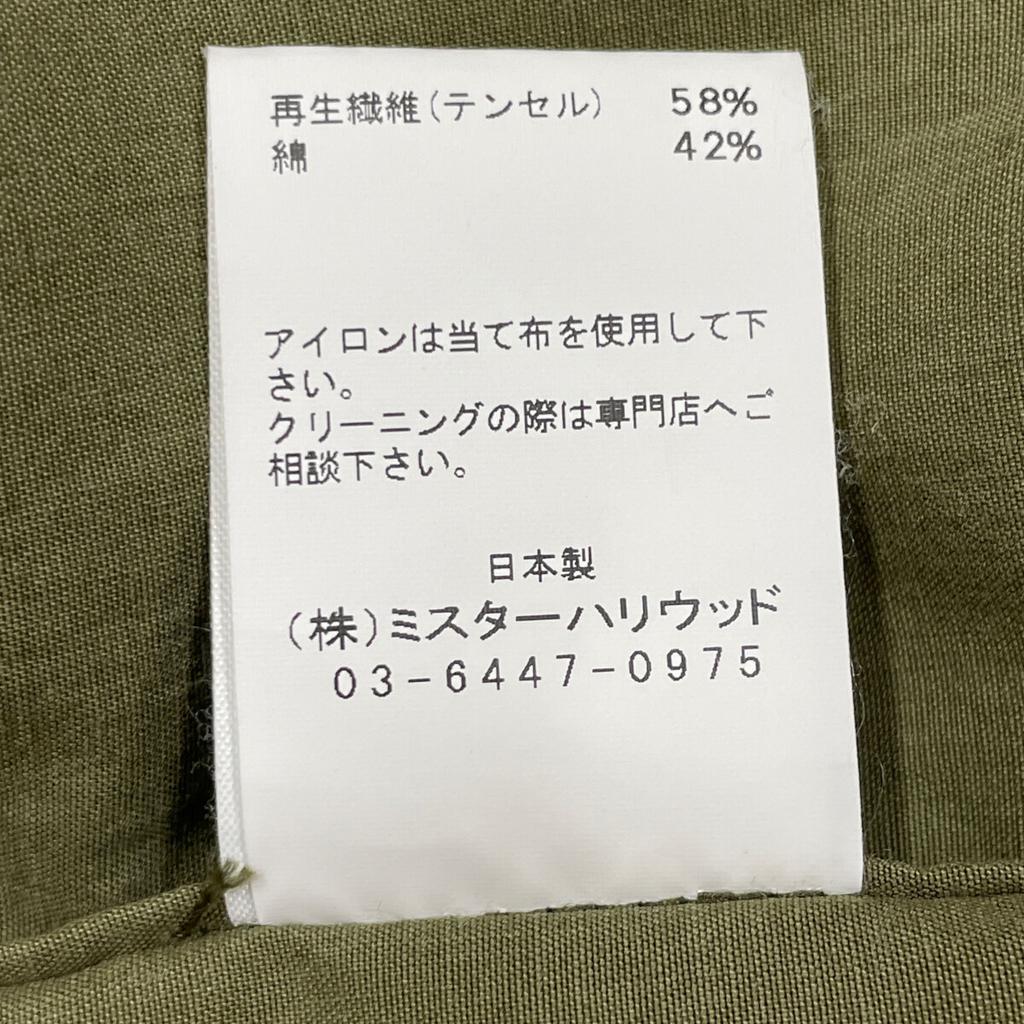 再生繊維(テンセル) 58%
綿 42%
アイロンは当て布を使用して下
さい。
クリーニングの際は専門店へご
相談下さい。
日本製
(株)ミスターハリウッド
03-6447-0975